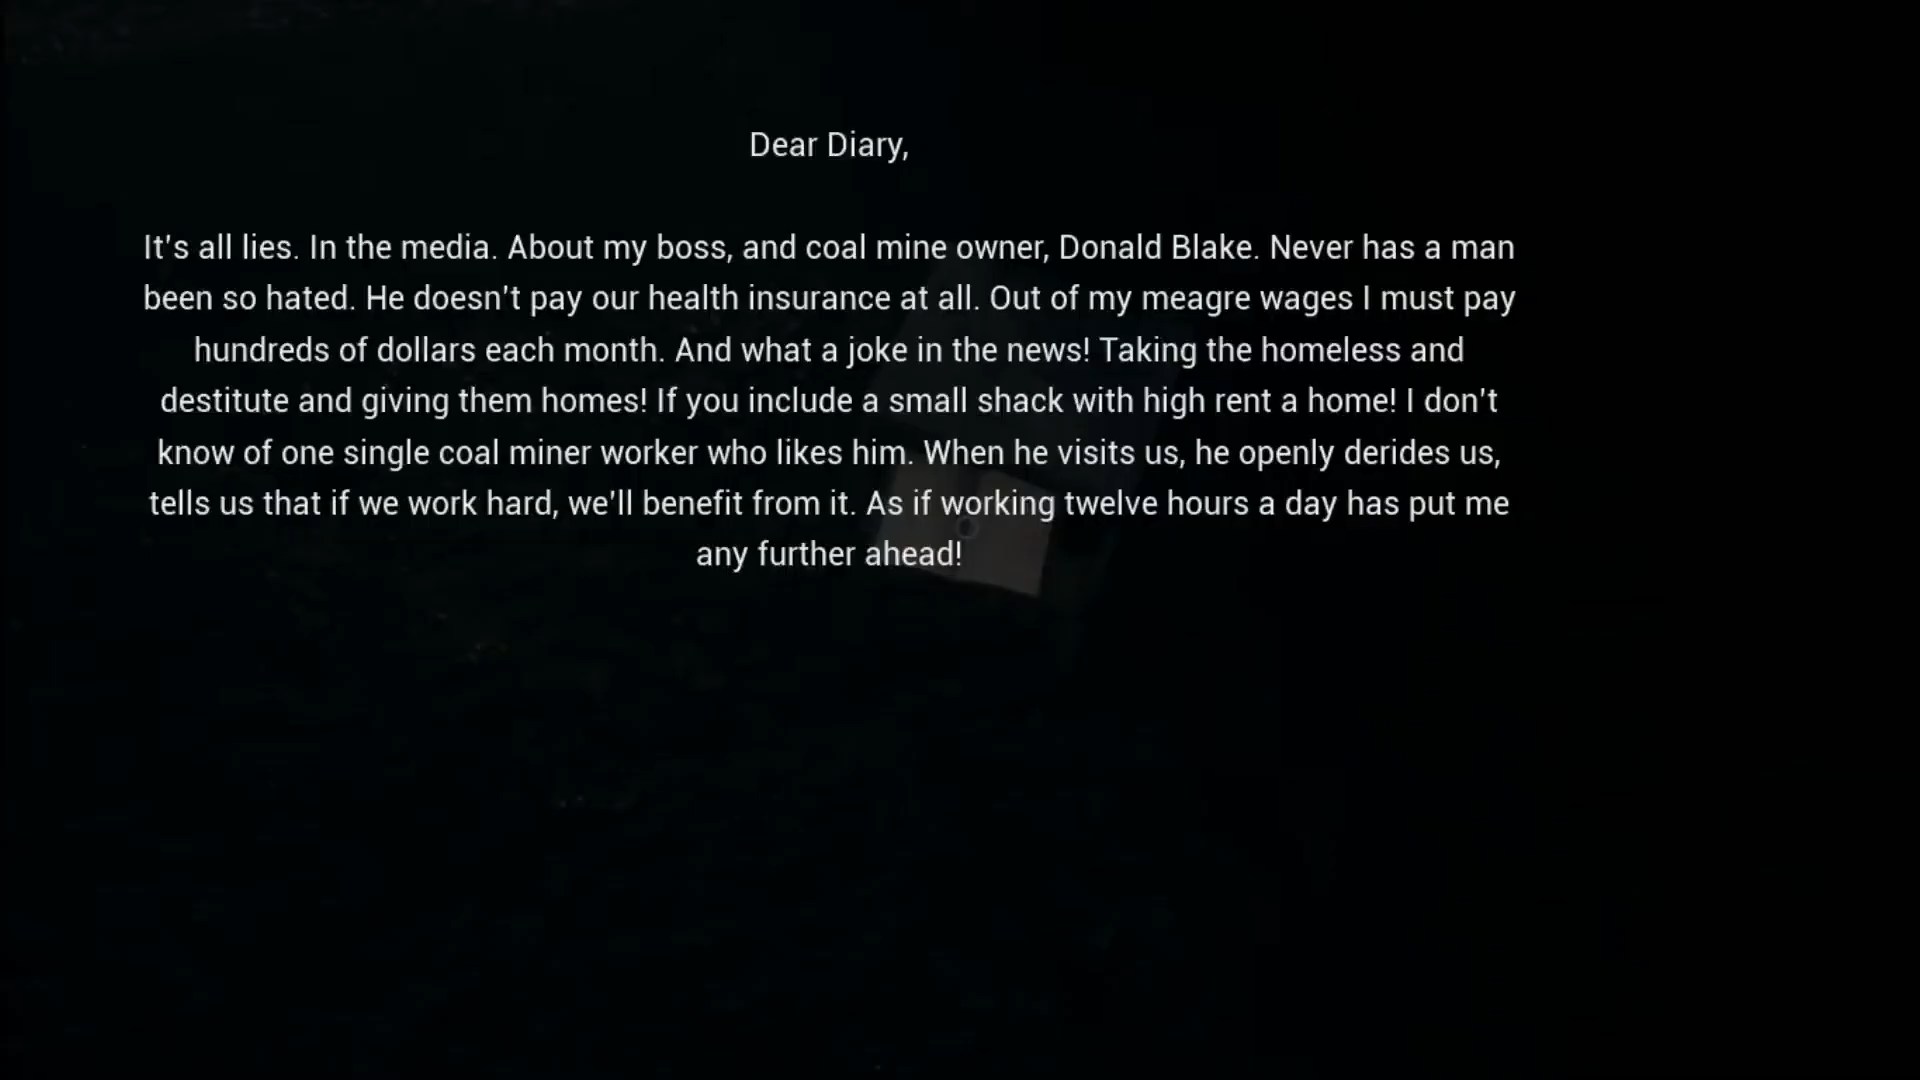 Dear Diary,
It's all lies. In the media. About my boss, and coal mine owner, Donald Blake. Never has a man
been so hated. He doesn't pay our health insurance at all. Out of my meagre wages I must pay
hundreds of dollars each month. And what a joke in the news! Taking the homeless and
destitute and giving them homes! If you include a small shack with high rent a home! I don't
know of one single coal miner worker who likes him. When he visits us, he openly derides us,
tells us that if we work hard, we'll benefit from it. As if working twelve hours a day has put me
any further ahead!